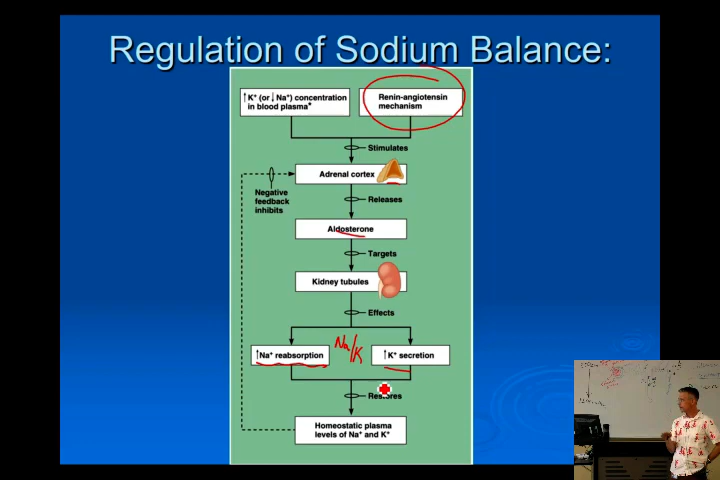 Regulation of Sodium Balance:
↑K⁺ (or ↓ Na⁺) concentration
in blood plasma*
Renin-angiotensin
mechanism
Stimulates
Adrenal cortex
Negative
feedback
inhibits
Releases
Aldosterone
Targets
Kidney tubules
Effects
Na/K
↑Na⁺ reabsorption
↑K⁺ secretion
Restores
Homeostatic plasma
levels of Na⁺ and K⁺